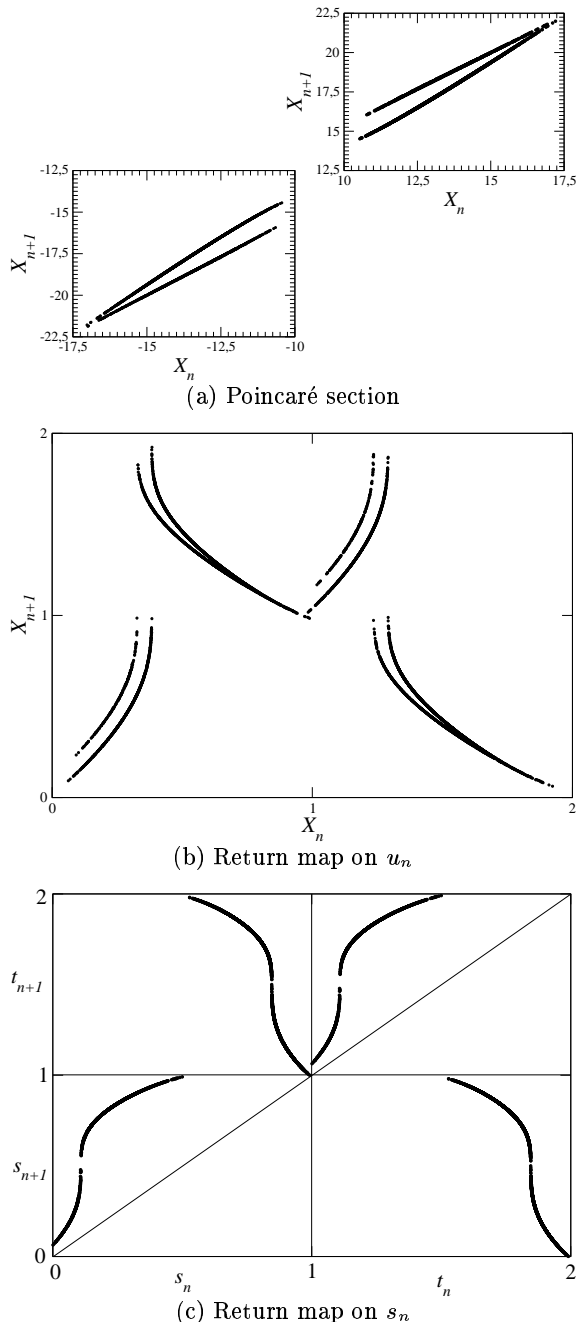 22,5
20
17,5
15
12,5
X_{n+1}
10 12,5 15 17,5
X_n
-12,5
-15
-17,5
-20
-22,5
X_{n+1}
-17,5 -15 -12,5 -10
X_n
(a) Poincaré section
2
1
0
X_{n+1}
0 1 2
X_n
(b) Return map on u_n
2
t_{n+1}
1
s_{n+1}
0
0 s_n 1 t_n 2
(c) Return map on s_n